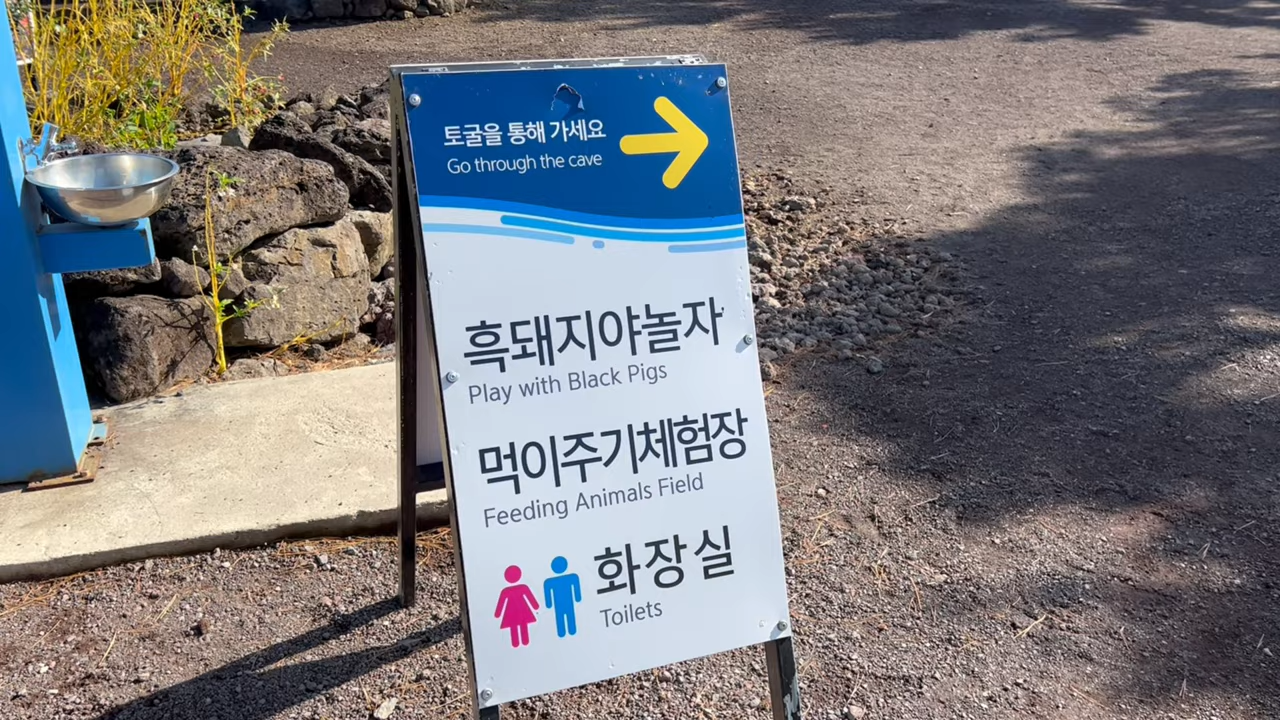 토굴을 통해 가세요
Go through the cave
흑돼지야놀자
Play with Black Pigs
먹이주기체험장
Feeding Animals Field
화장실
Toilets